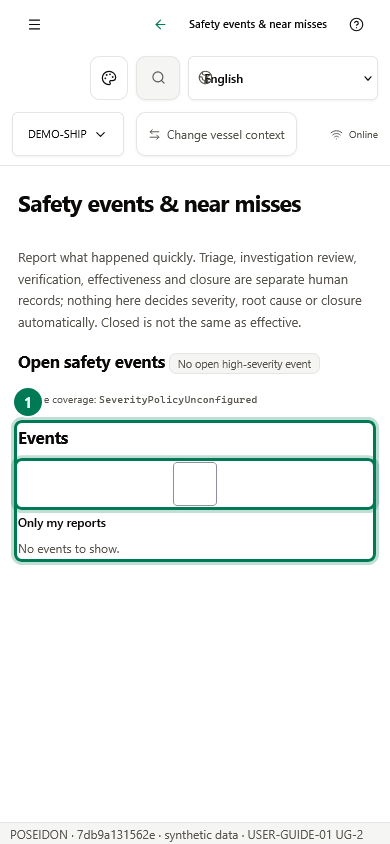 Safety events & near misses
English
DEMO-SHIP
Change vessel context
Online
Safety events & near misses
Report what happened quickly. Triage, investigation review,
verification, effectiveness and closure are separate human
records; nothing here decides severity, root cause or closure
automatically. Closed is not the same as effective.
Open safety events No open high-severity event
1 e coverage: SeverityPolicyUnconfigured
Events
Only my reports
No events to show.
POSEIDON · 7db9a131562e · synthetic data · USER-GUIDE-01 UG-2